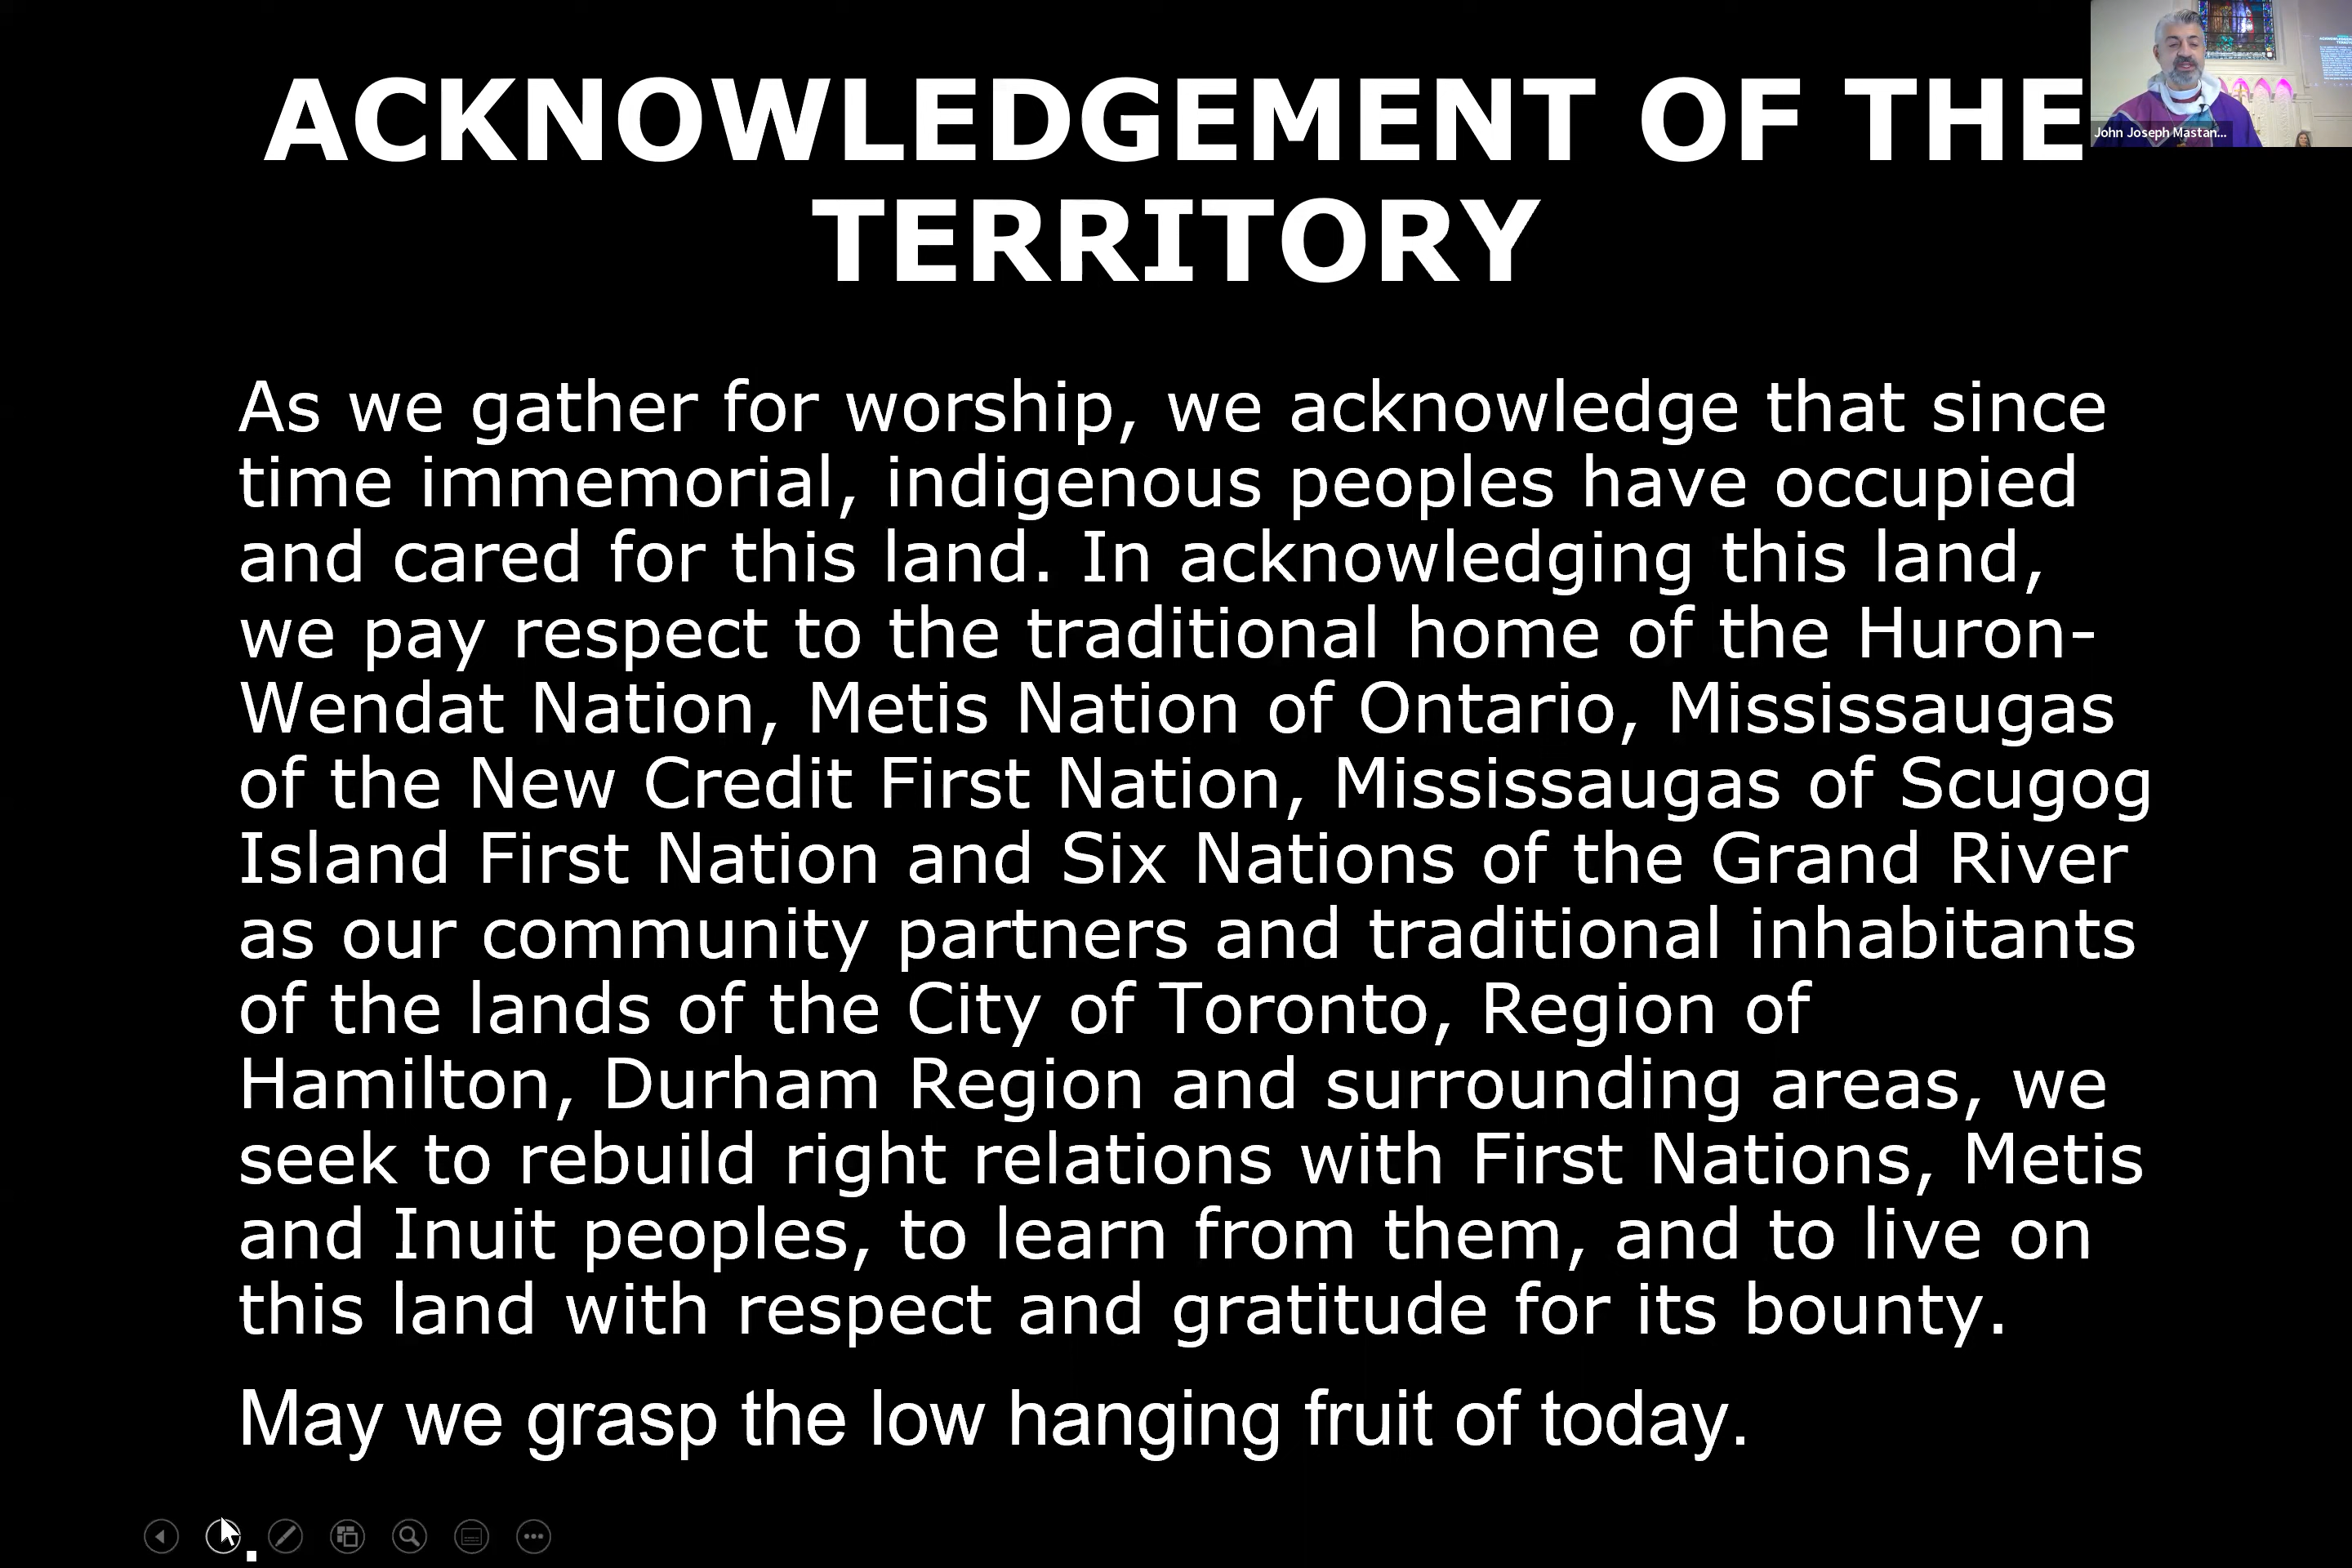 ACKNOWLEDGEMENT OF THE
TERRITORY
John Joseph Mastan...
As we gather for worship, we acknowledge that since
time immemorial, indigenous peoples have occupied
and cared for this land. In acknowledging this land,
we pay respect to the traditional home of the Huron-
Wendat Nation, Metis Nation of Ontario, Mississaugas
of the New Credit First Nation, Mississaugas of Scugog
Island First Nation and Six Nations of the Grand River
as our community partners and traditional inhabitants
of the lands of the City of Toronto, Region of
Hamilton, Durham Region and surrounding areas, we
seek to rebuild right relations with First Nations, Metis
and Inuit peoples, to learn from them, and to live on
this land with respect and gratitude for its bounty.
May we grasp the low hanging fruit of today.
.